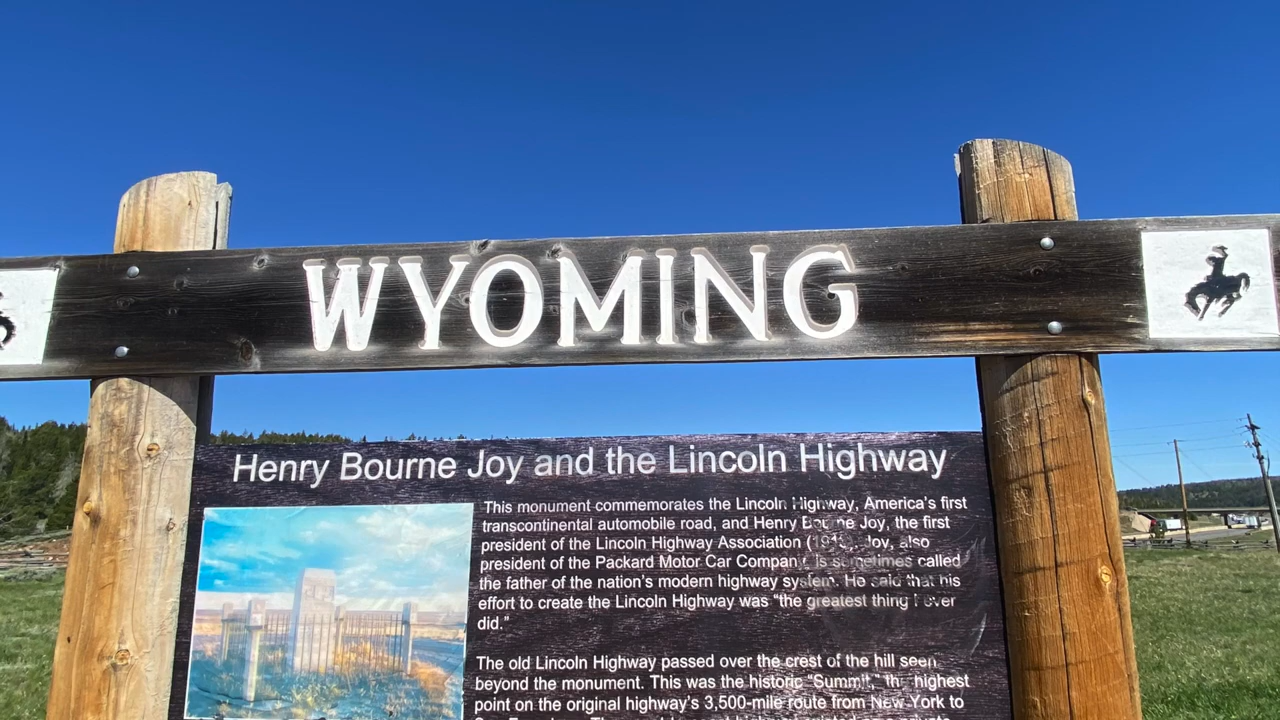 WYOMING
Henry Bourne Joy and the Lincoln Highway
This monument commemorates the Lincoln Highway, America's first
transcontinental automobile road, and Henry Bourne Joy, the first
president of the Lincoln Highway Association ( Joy, also
president of the Packard Motor Car Company, is sometimes called
the father of the nation's modern highway system. He said that his
effort to create the Lincoln Highway was "the greatest thing I ever
did."
The old Lincoln Highway passed over the crest of the hill seen
beyond the monument. This was the historic "Summit," the highest
point on the original highway's 3,500-mile route from New York to